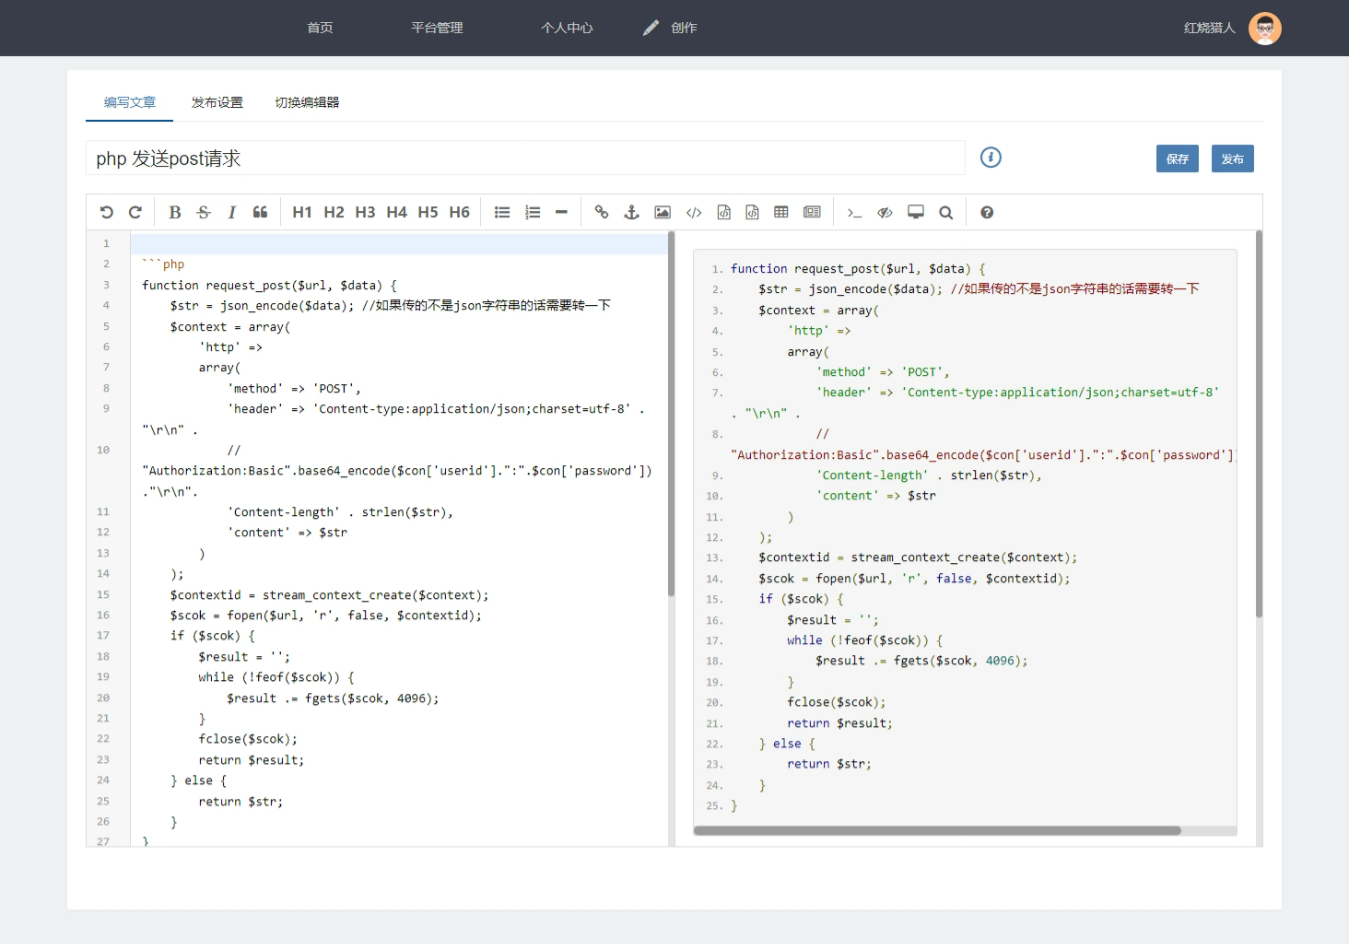 首页 平台管理 个人中心 创作 红烧猎人
编写文章 发布设置 切换编辑器
php 发送post请求 保存 发布
B S I H1 H2 H3 H4 H5 H6
1
2 ```php
3 function request_post($url, $data) {
4 $str = json_encode($data); //如果传的不是json字符串的话需要转一下
5 $context = array(
6 'http' =>
7 array(
8 'method' => 'POST',
9 'header' => 'Content-type:application/json;charset=utf-8' .
"\r\n" .
10 //
"Authorization:Basic".base64_encode($con['userid'].":".$con['password'])
."\r\n".
11 'Content-length' . strlen($str),
12 'content' => $str
13 )
14 );
15 $contextid = stream_context_create($context);
16 $scok = fopen($url, 'r', false, $contextid);
17 if ($scok) {
18 $result = '';
19 while (!feof($scok)) {
20 $result .= fgets($scok, 4096);
21 }
22 fclose($scok);
23 return $result;
24 } else {
25 return $str;
26 }
27 }
1. function request_post($url, $data) {
2. $str = json_encode($data); //如果传的不是json字符串的话需要转一下
3. $context = array(
4. 'http' =>
5. array(
6. 'method' => 'POST',
7. 'header' => 'Content-type:application/json;charset=utf-8'
. "\r\n" .
8. //
"Authorization:Basic".base64_encode($con['userid'].":".$con['password']
9. 'Content-length' . strlen($str),
10. 'content' => $str
11. )
12. );
13. $contextid = stream_context_create($context);
14. $scok = fopen($url, 'r', false, $contextid);
15. if ($scok) {
16. $result = '';
17. while (!feof($scok)) {
18. $result .= fgets($scok, 4096);
19. }
20. fclose($scok);
21. return $result;
22. } else {
23. return $str;
24. }
25. }